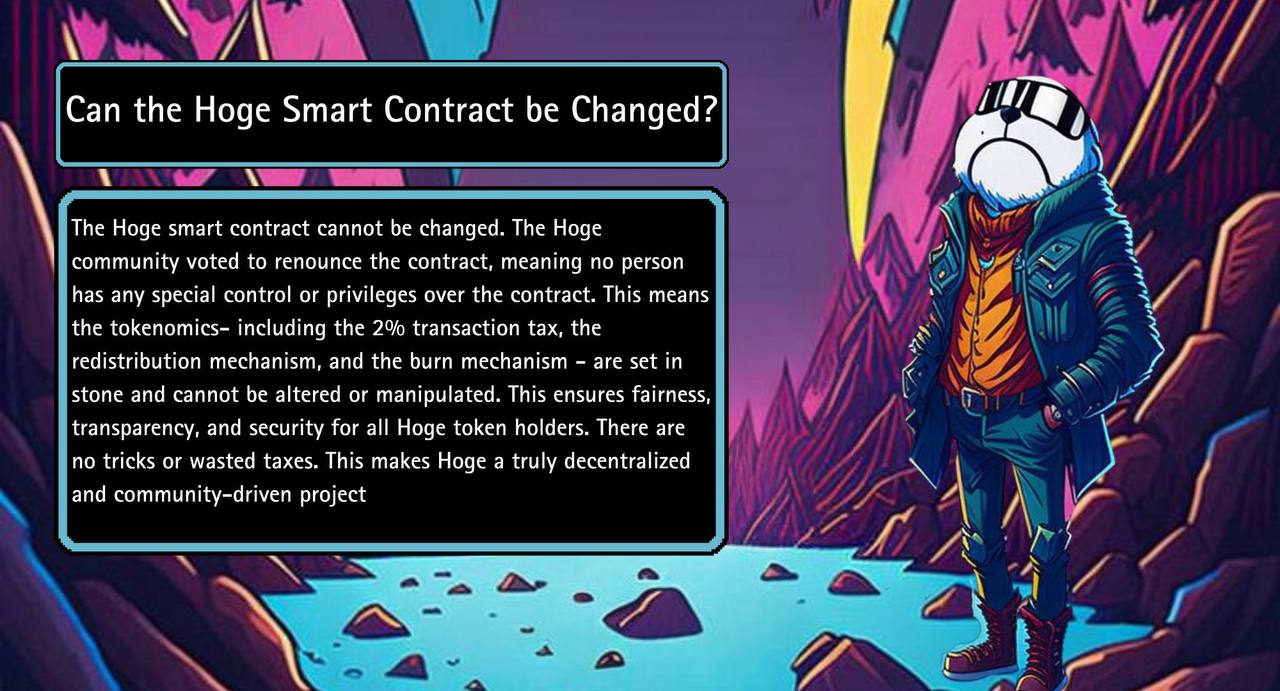 Can the Hoge Smart Contract be Changed?
The Hoge smart contract cannot be changed. The Hoge
community voted to renounce the contract, meaning no person
has any special control or privileges over the contract. This means
the tokenomics- including the 2% transaction tax, the
redistribution mechanism, and the burn mechanism - are set in
stone and cannot be altered or manipulated. This ensures fairness,
transparency, and security for all Hoge token holders. There are
no tricks or wasted taxes. This makes Hoge a truly decentralized
and community-driven project